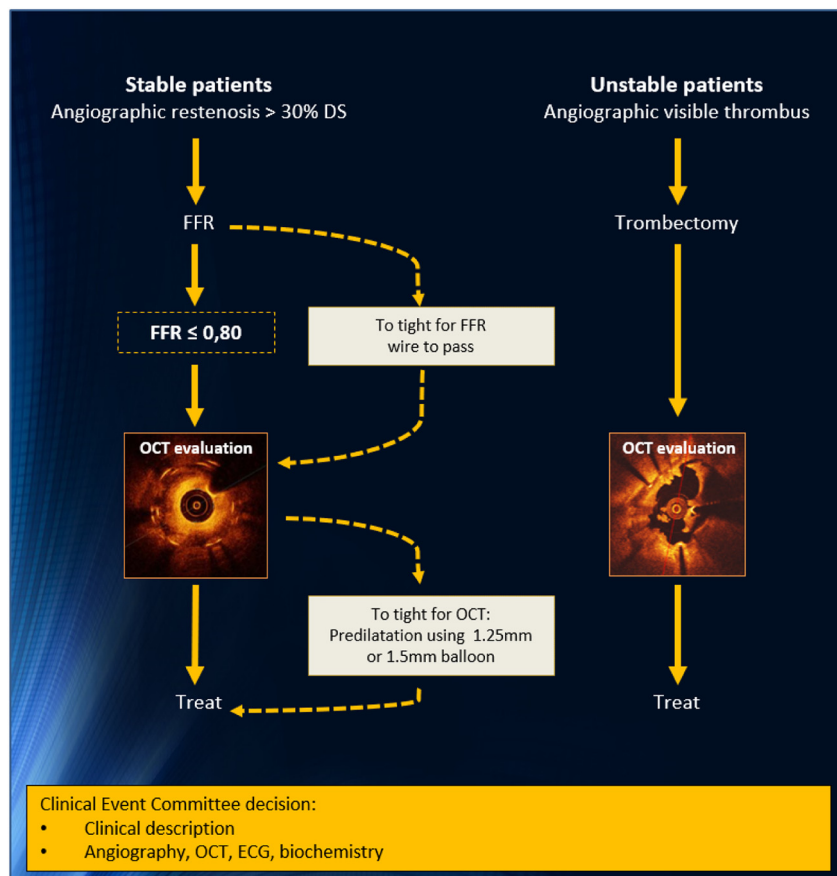 Stable patients
Angiographic restenosis > 30% DS
FFR
FFR ≤ 0,80
To tight for FFR
wire to pass
OCT evaluation
To tight for OCT:
Predilatation using 1.25mm
or 1.5mm balloon
Treat
Unstable patients
Angiographic visible thrombus
Trombectomy
OCT evaluation
Treat
Clinical Event Committee decision:
• Clinical description
• Angiography, OCT, ECG, biochemistry